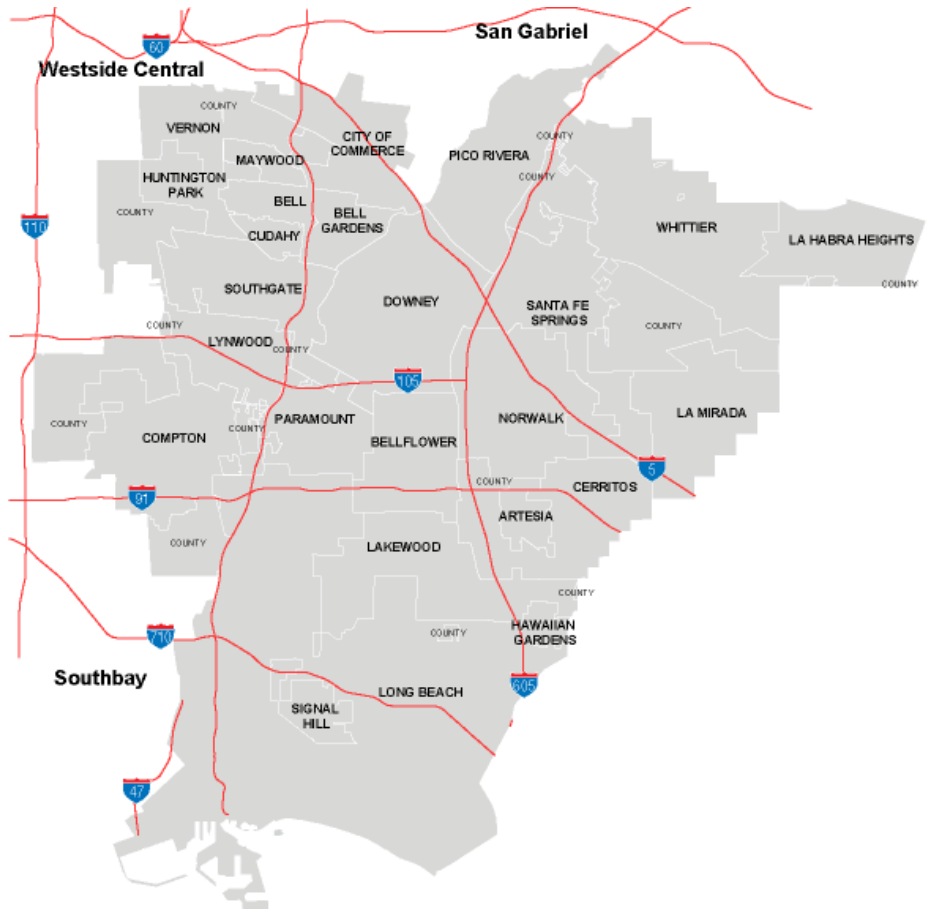 San Gabriel
60
Westside Central
COUNTY
VERNON
CITY OF
COMMERCE
COUNTY
PICO RIVERA
MAYWOOD
HUNTINGTON
PARK
COUNTY
BELL
COUNTY
BELL
GARDENS
110
WHITTIER
CUDAHY
LA HABRA HEIGHTS
SOUTHGATE
COUNTY
DOWNEY
SANTA FE
SPRINGS
COUNTY
COUNTY
LYNWOOD
COUNTY
105
LA MIRADA
PARAMOUNT
NORWALK
COUNTY
COUNTY
COMPTON
BELLFLOWER
5
COUNTY
CERRITOS
91
ARTESIA
COUNTY
LAKEWOOD
COUNTY
HAWAIIAN
GARDENS
COUNTY
710
Southbay
605
LONG BEACH
SIGNAL
HILL
47